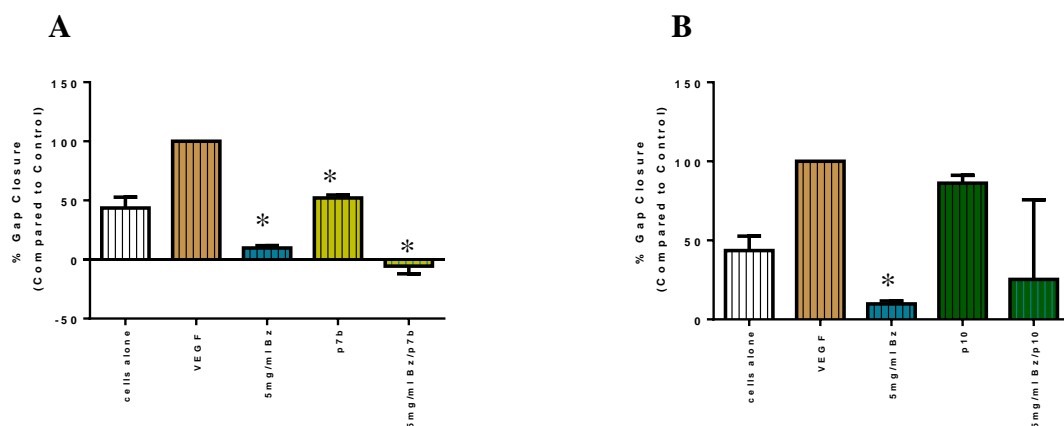 A
B
% Gap Closure
(Compared to Control)
150
100
50
0
-50
*
*
*
cells alone
VEGF
5mg/ml Bz
p7b
5mg/ml Bz/p7b
% Gap Closure
(Compared to Control)
150
100
50
0
*
cells alone
VEGF
5mg/ml Bz
p10
5mg/ml Bz/p10